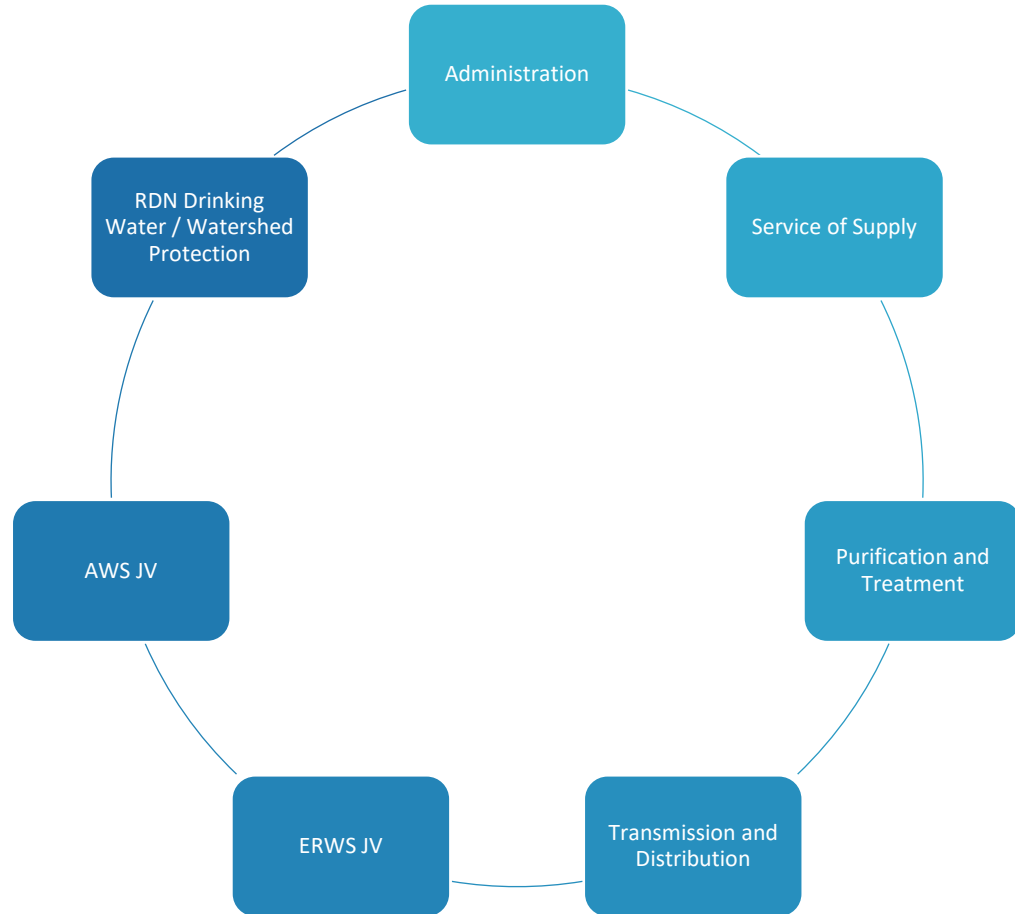 Administration
Service of Supply
Purification and
Treatment
Transmission and
Distribution
ERWS JV
AWS JV
RDN Drinking
Water / Watershed
Protection